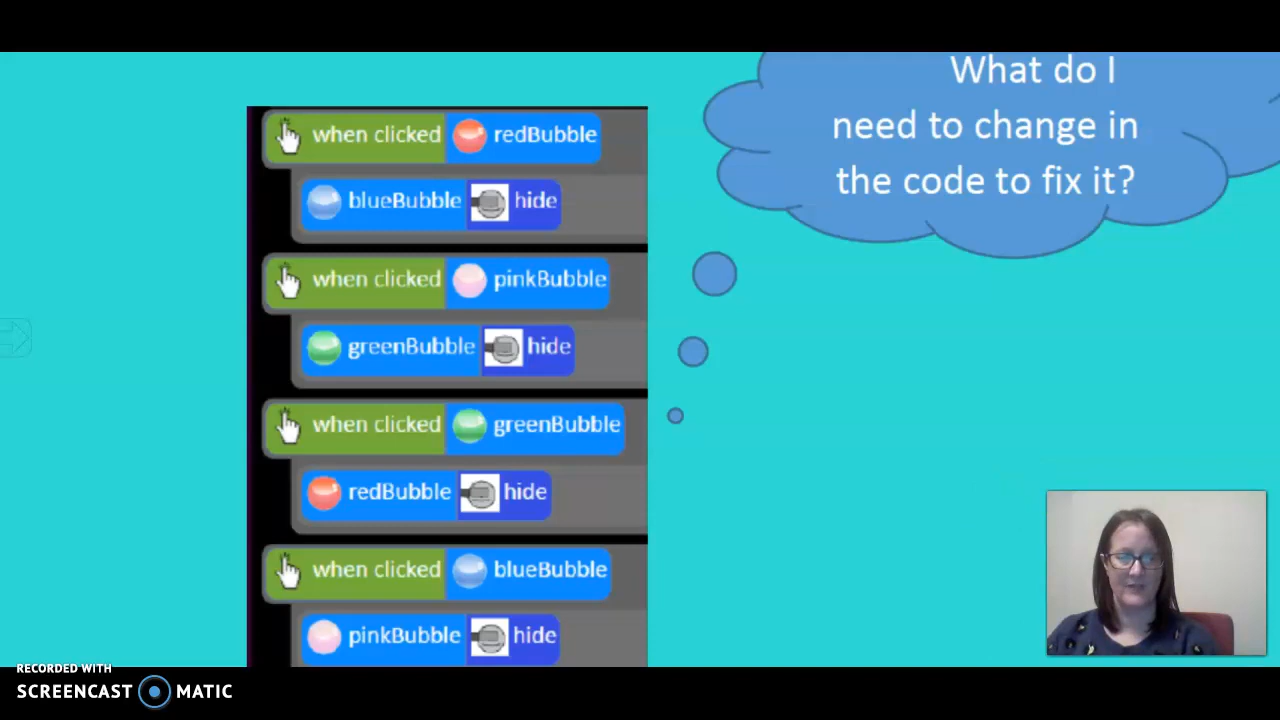 What do I
need to change in
the code to fix it?
when clicked redBubble
blueBubble hide
when clicked pinkBubble
greenBubble hide
when clicked greenBubble
redBubble hide
when clicked blueBubble
pinkBubble hide
RECORDED WITH
SCREENCAST MATIC